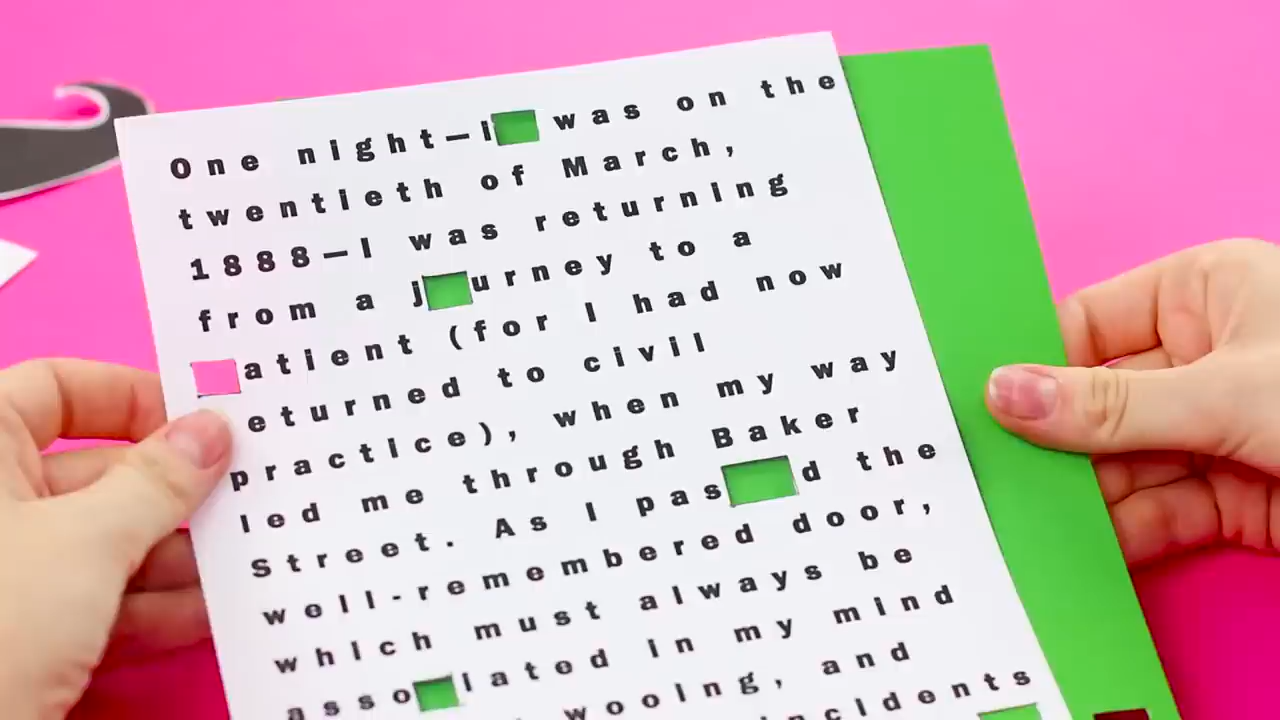 One night—i was on the
twentieth of March,
1888—I was returning
from a j urney to a
atient (for I had now
eturned to civil
practice), when my way
led me through Baker
Street. As I pas d the
well-remembered door,
which must always be
asso iated in my mind
wooing, and
incidents